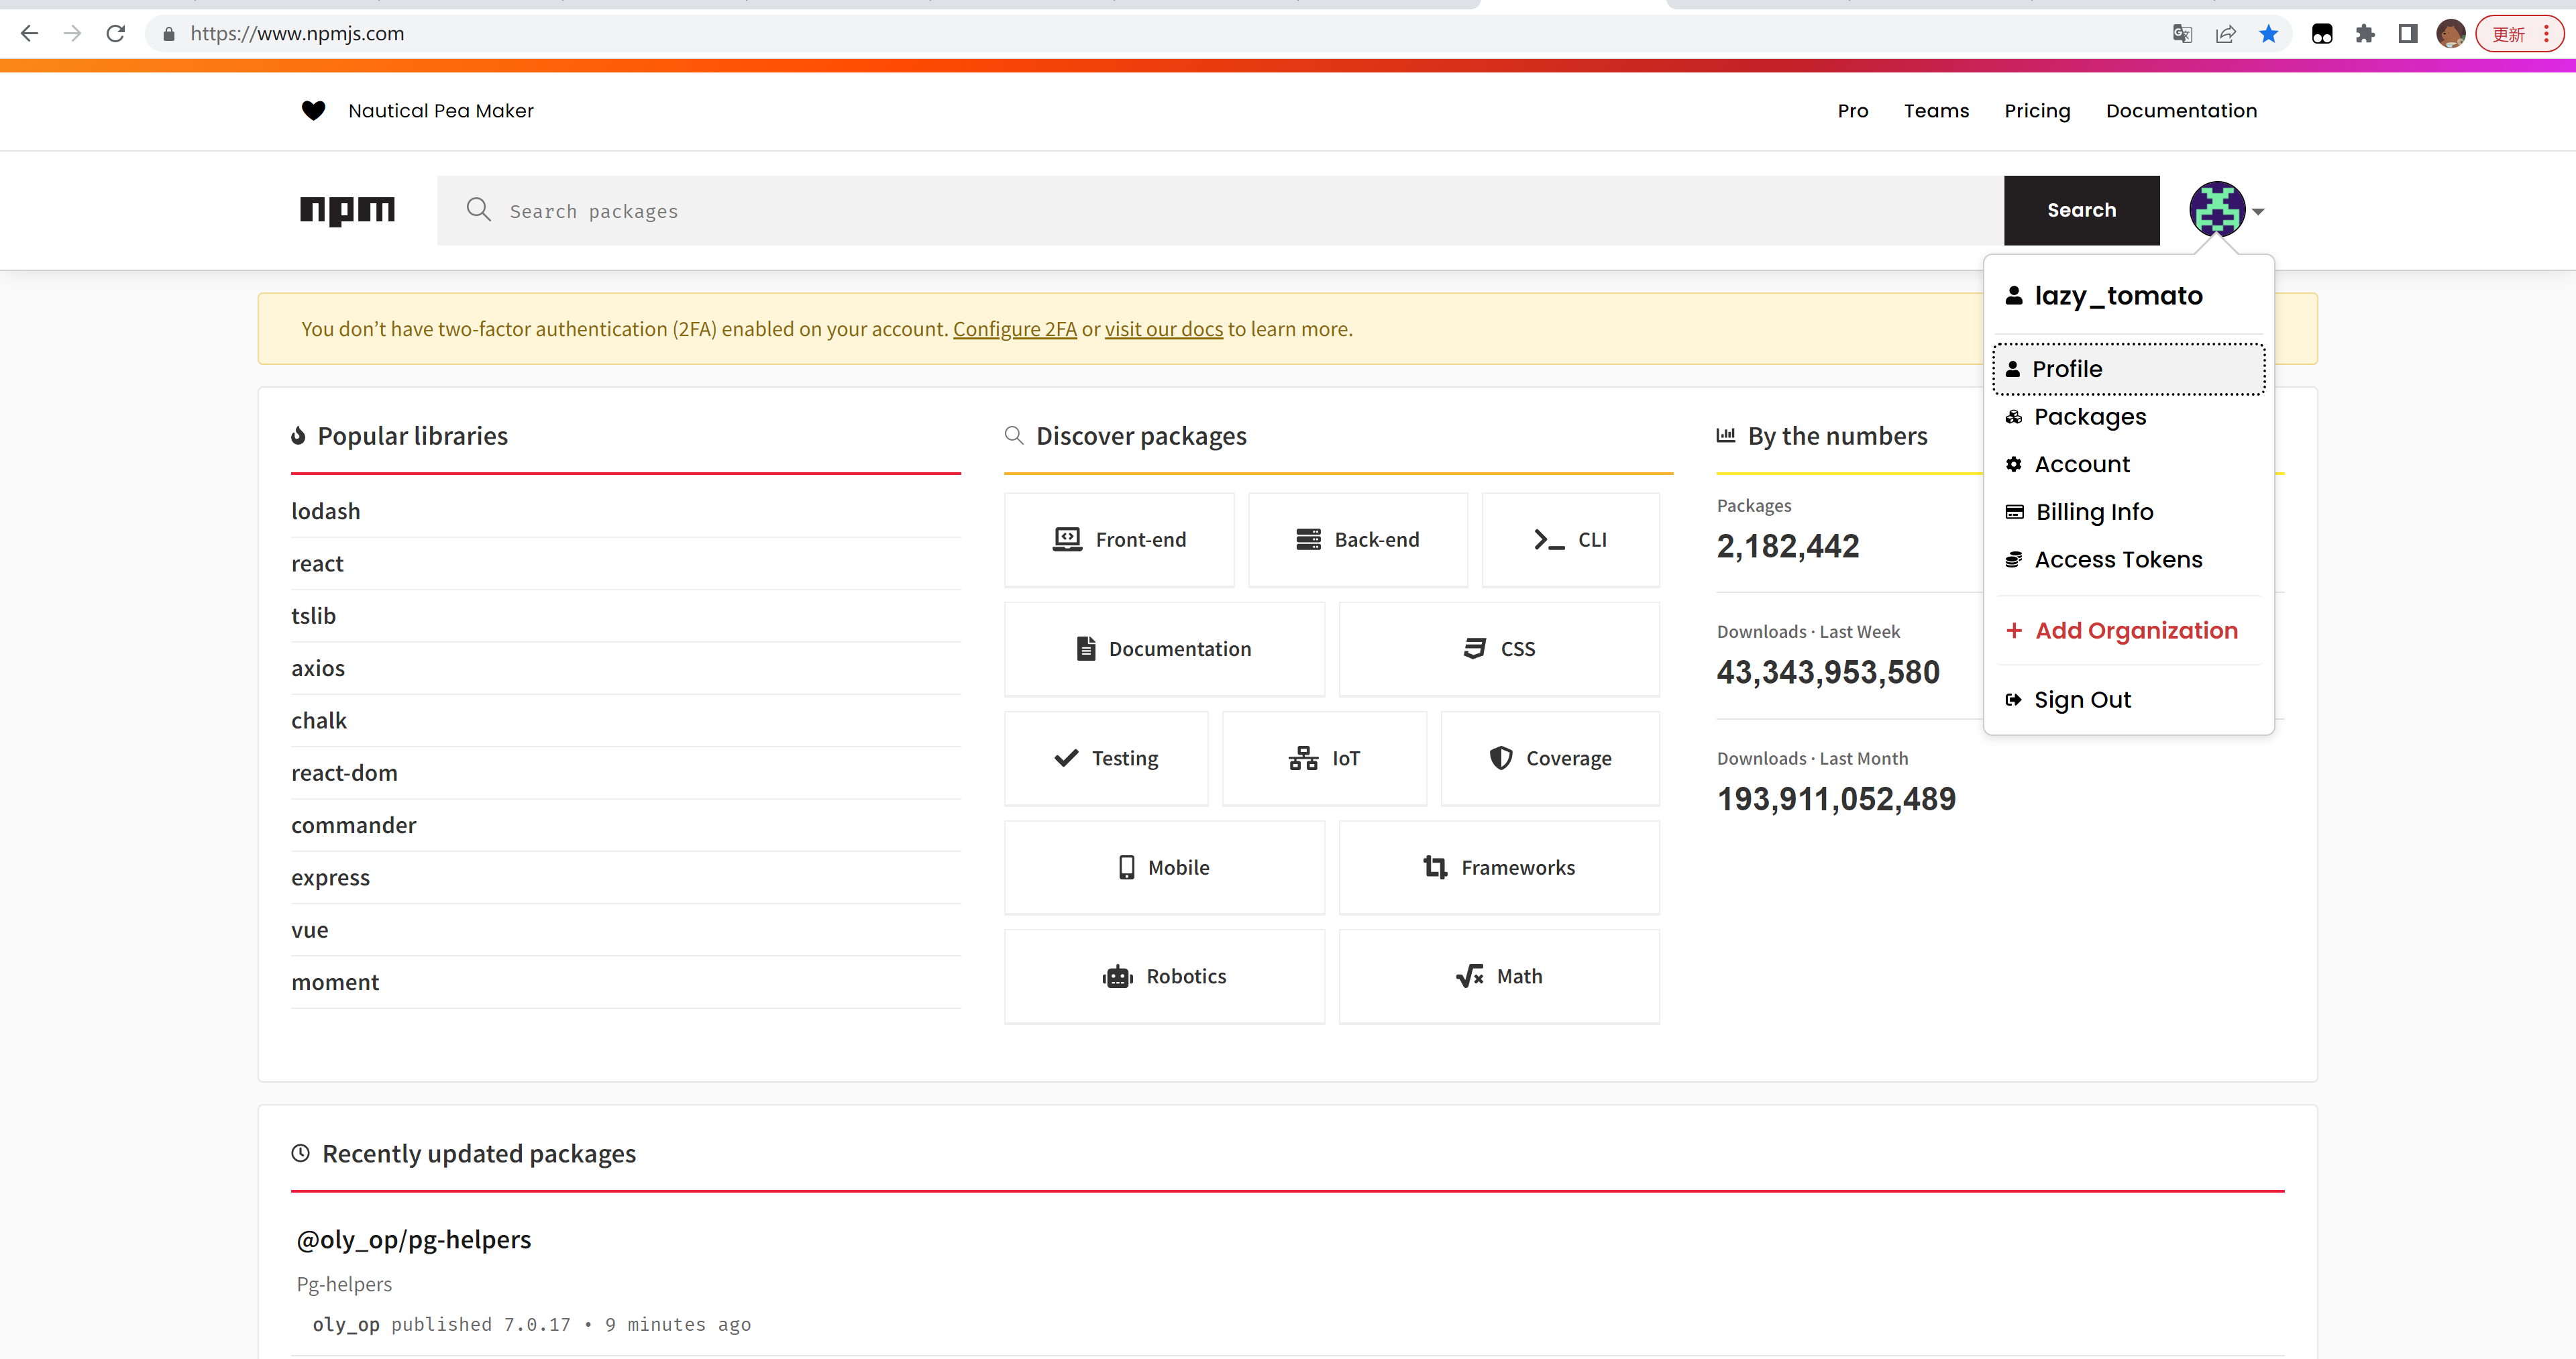 https://www.npmjs.com
更新
Nautical Pea Maker
Pro Teams Pricing Documentation
npm
Search packages
Search
lazy_tomato
Profile
Packages
Account
Billing Info
Access Tokens
+ Add Organization
Sign Out
You don’t have two-factor authentication (2FA) enabled on your account. Configure 2FA or visit our docs to learn more.
Popular libraries
lodash
react
tslib
axios
chalk
react-dom
commander
express
vue
moment
Discover packages
Front-end
Back-end
CLI
Documentation
CSS
Testing
IoT
Coverage
Mobile
Frameworks
Robotics
Math
By the numbers
Packages
2,182,442
Downloads · Last Week
43,343,953,580
Downloads · Last Month
193,911,052,489
Recently updated packages
@oly_op/pg-helpers
Pg-helpers
oly_op published 7.0.17 • 9 minutes ago